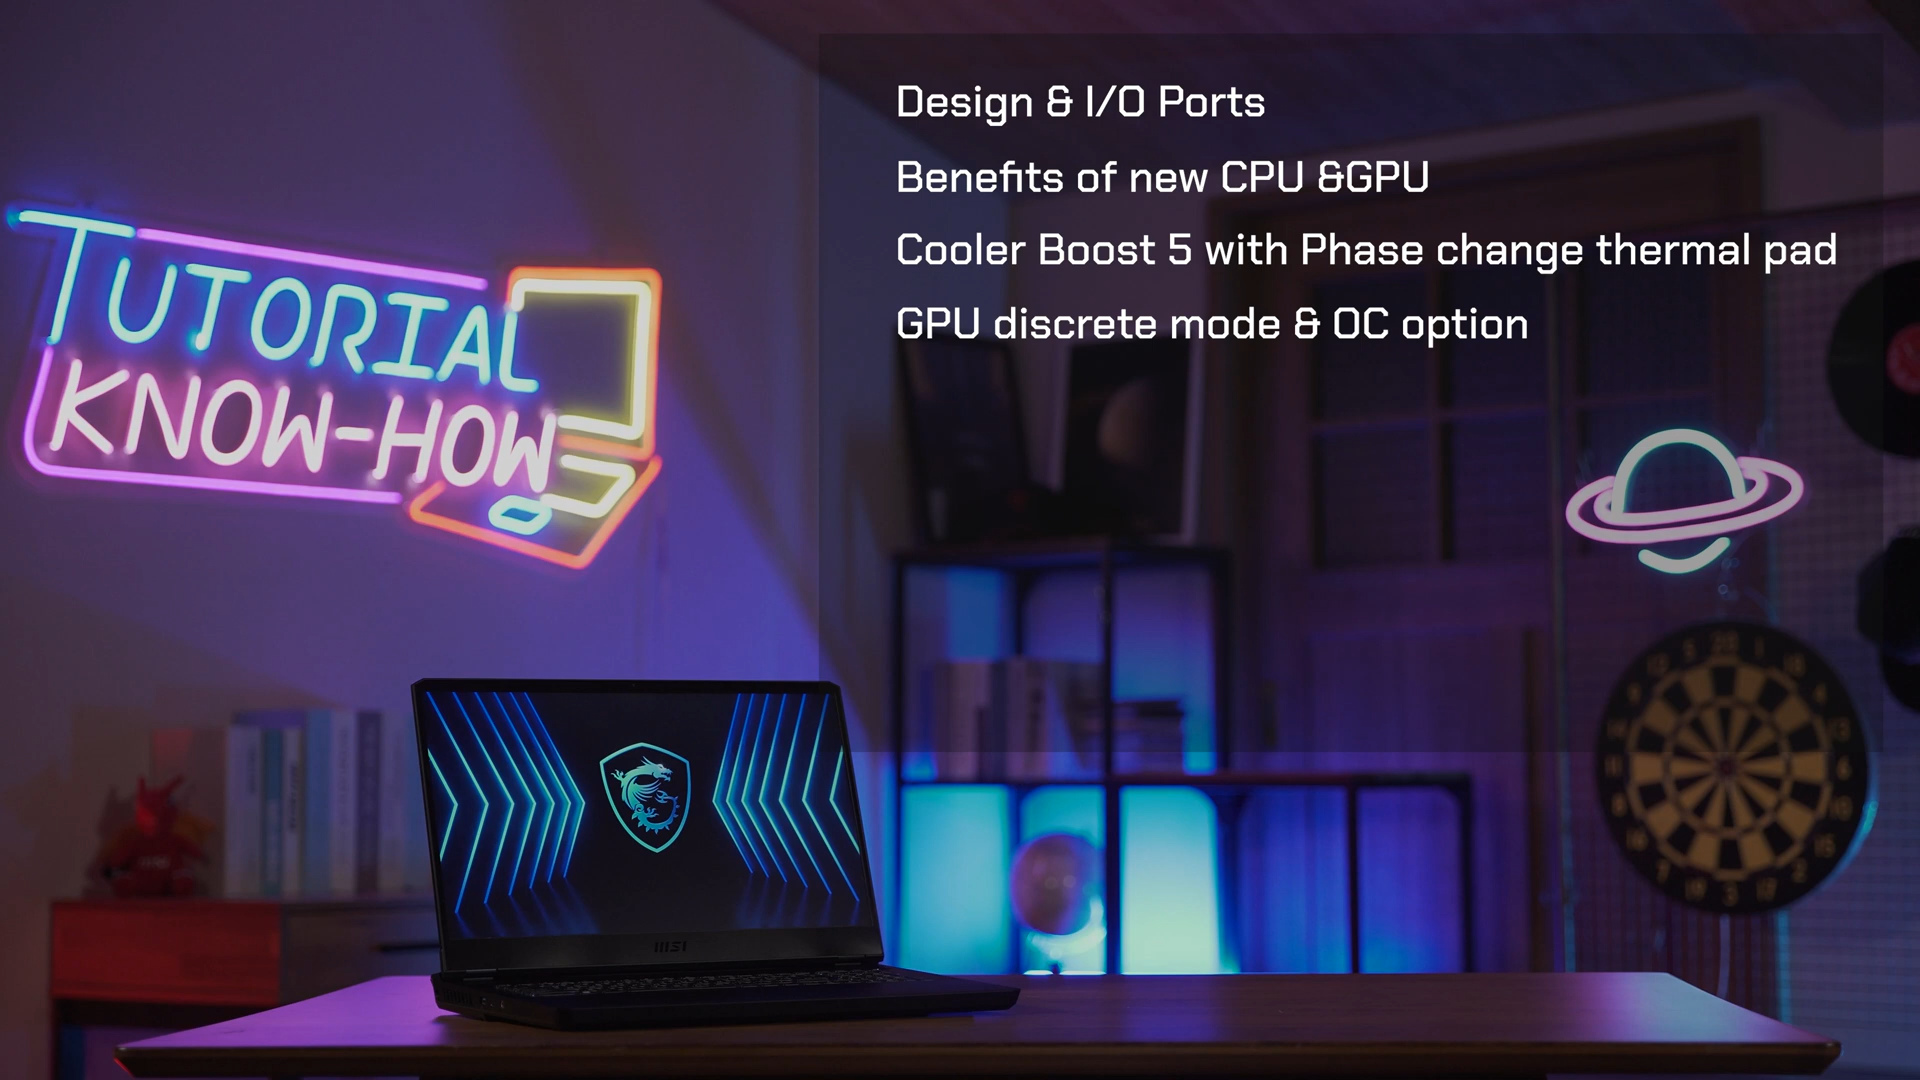 Design & I/O Ports
Benefits of new CPU &GPU
Cooler Boost 5 with Phase change thermal pad
GPU discrete mode & OC option
TUTORIAL
KNOW-HOW
msi